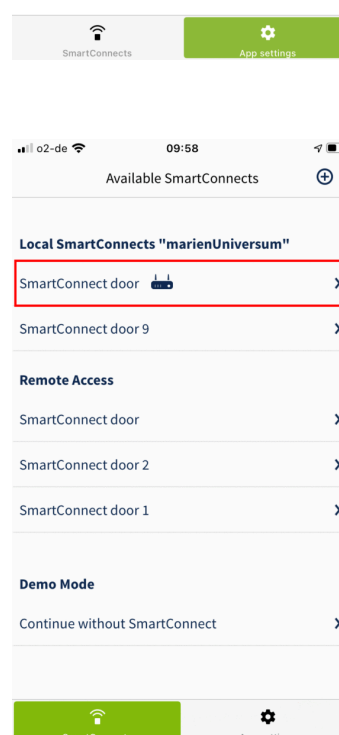 SmartConnects App settings
o2-de 09:58
Available SmartConnects
Local SmartConnects "marienUniversum"
SmartConnect door
SmartConnect door 9
Remote Access
SmartConnect door
SmartConnect door 2
SmartConnect door 1
Demo Mode
Continue without SmartConnect